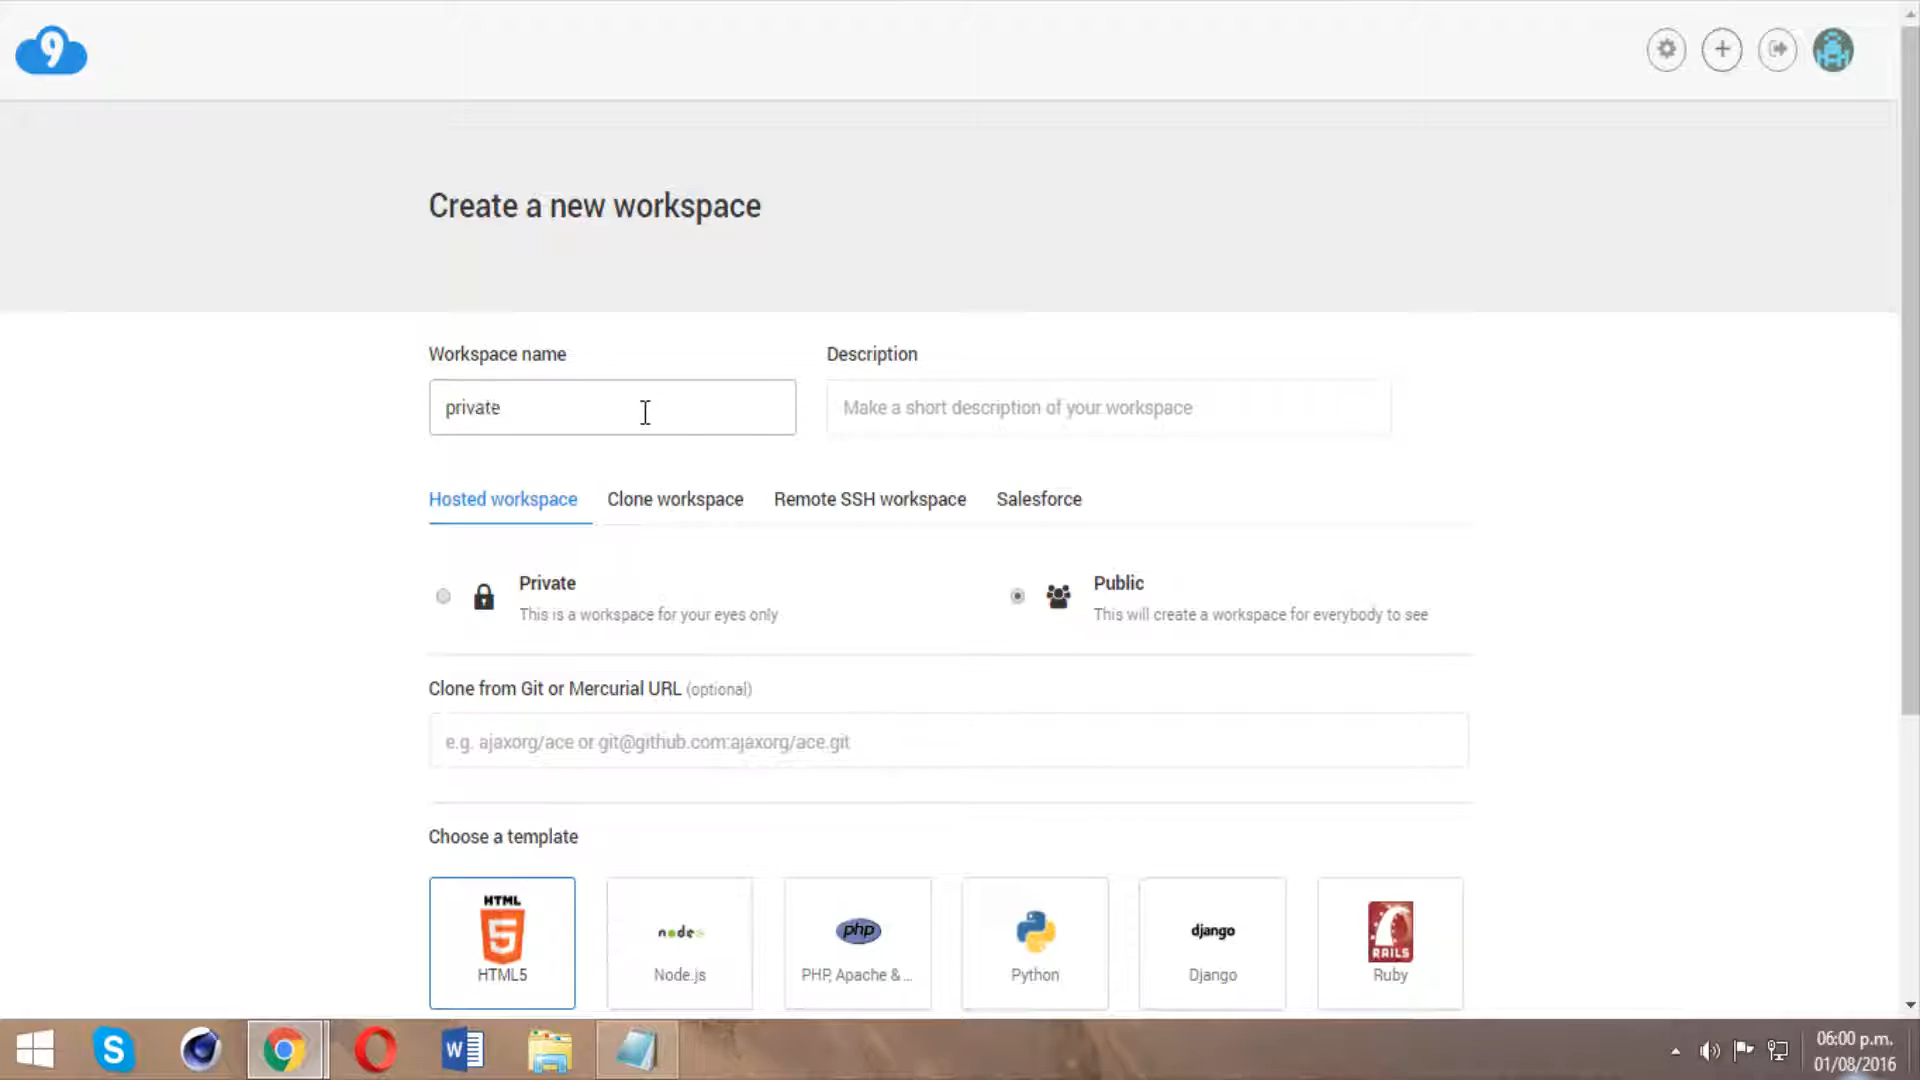 9
Create a new workspace
Workspace name
Description
private
Make a short description of your workspace
Hosted workspace
Clone workspace
Remote SSH workspace
Salesforce
Private
This is a workspace for your eyes only
Public
This will create a workspace for everybody to see
Clone from Git or Mercurial URL (optional)
e.g. ajaxorg/ace or git@github.com:ajaxorg/ace.git
Choose a template
HTML
5
HTML5
node
Node.js
php
PHP, Apache & ...
Python
django
Django
RAILS
Ruby
S
W
06:00 p.m.
01/08/2016